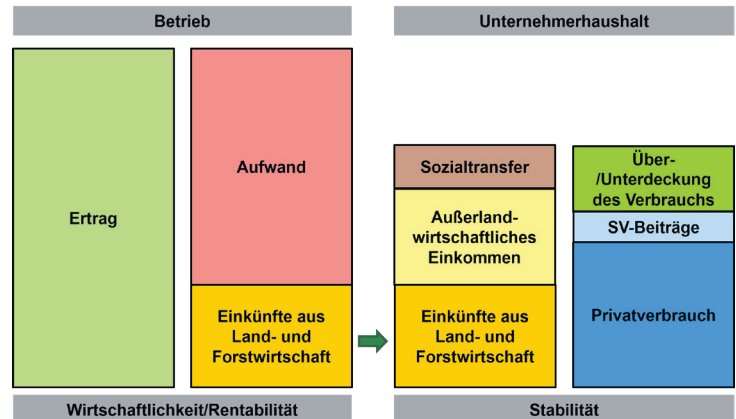 Betrieb
Unternehmerhaushalt
Ertrag
Aufwand
Einkünfte aus
Land- und
Forstwirtschaft
Sozialtransfer
Außerland-
wirtschaftliches
Einkommen
Einkünfte aus
Land- und
Forstwirtschaft
Über-
/Unterdeckung
des Verbrauchs
SV-Beiträge
Privatverbrauch
Wirtschaftlichkeit/Rentabilität
Stabilität